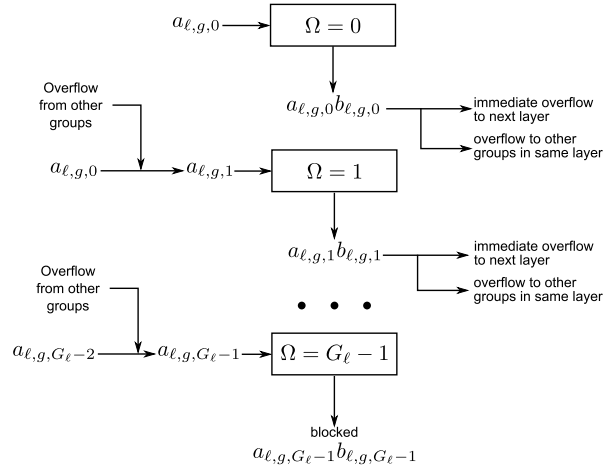 a_{ℓ,g,0}
Ω = 0
a_{ℓ,g,0}b_{ℓ,g,0}
immediate overflow
to next layer
overflow to other
groups in same layer
Overflow
from other
groups
a_{ℓ,g,0}
a_{ℓ,g,1}
Ω = 1
a_{ℓ,g,1}b_{ℓ,g,1}
immediate overflow
to next layer
overflow to other
groups in same layer
Overflow
from other
groups
a_{ℓ,g,G_ℓ−2}
a_{ℓ,g,G_ℓ−1}
Ω = G_ℓ − 1
blocked
a_{ℓ,g,G_ℓ−1}b_{ℓ,g,G_ℓ−1}